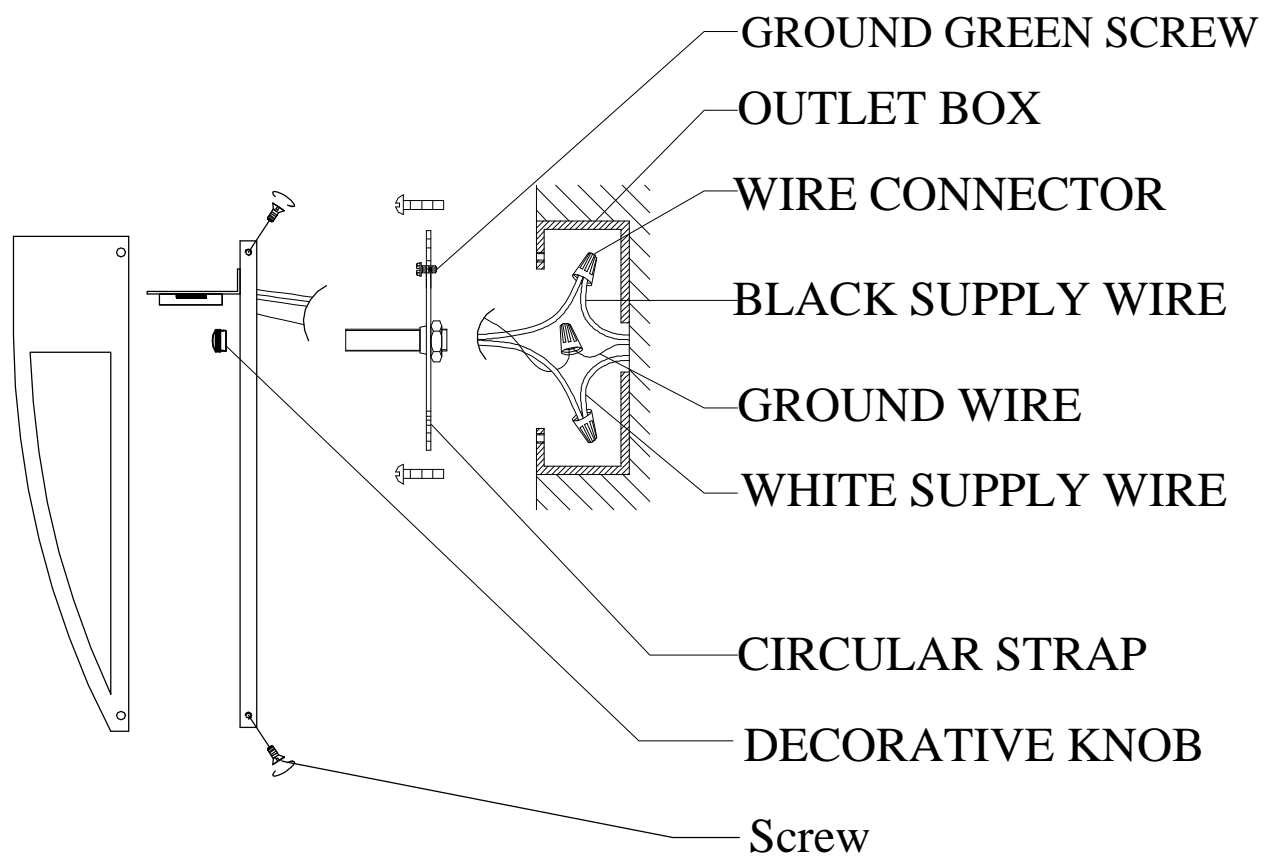 GROUND GREEN SCREW
OUTLET BOX
WIRE CONNECTOR
BLACK SUPPLY WIRE
GROUND WIRE
WHITE SUPPLY WIRE
CIRCULAR STRAP
DECORATIVE KNOB
Screw